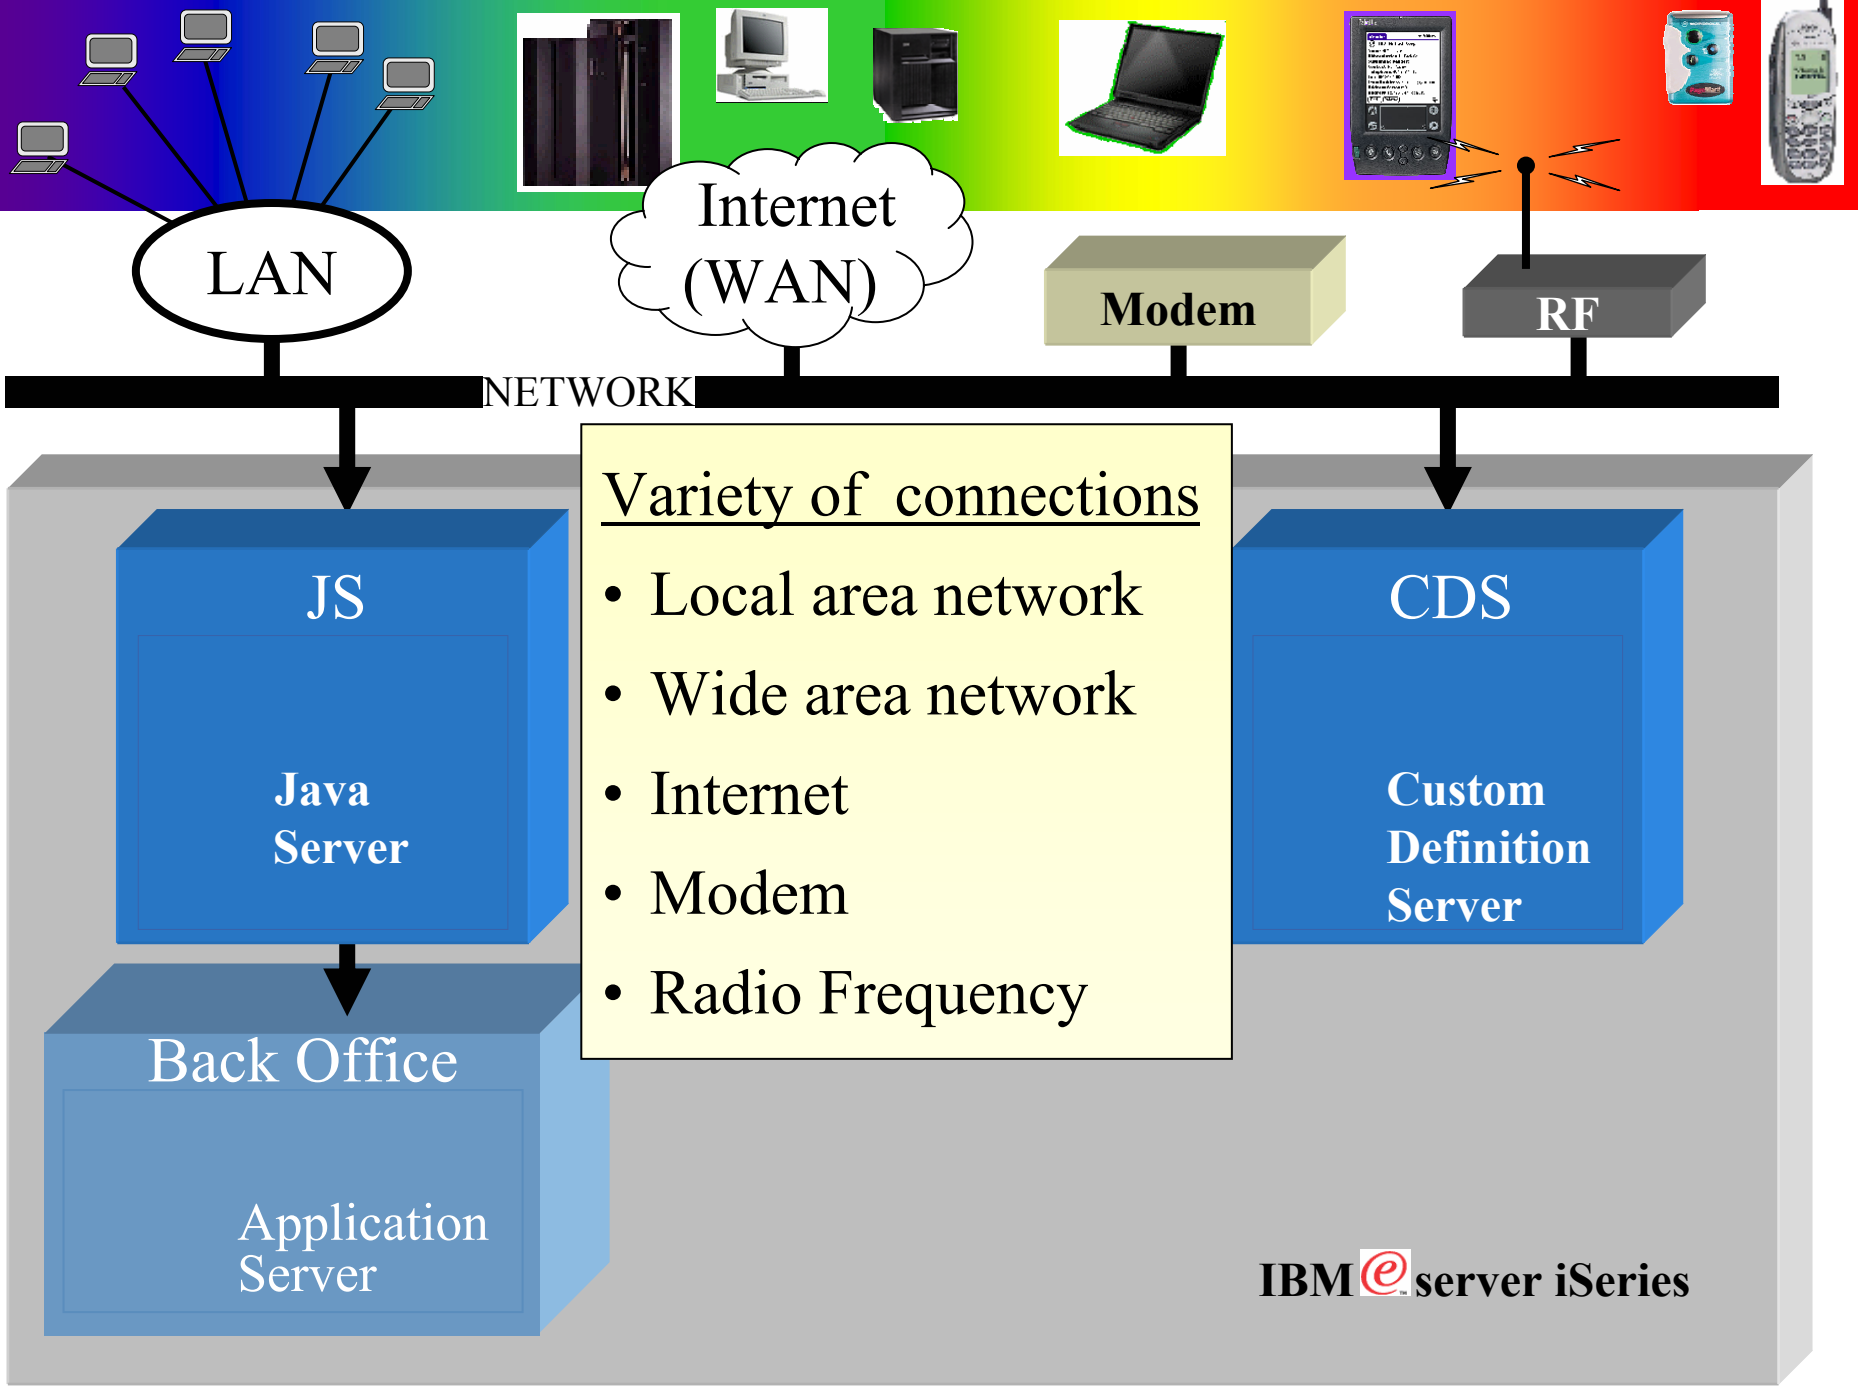 Internet
(WAN)
LAN
Modem
RF
NETWORK
Variety of connections
• Local area network
• Wide area network
• Internet
• Modem
• Radio Frequency
JS
Java
Server
CDS
Custom
Definition
Server
Back Office
Application
Server
IBM e server iSeries